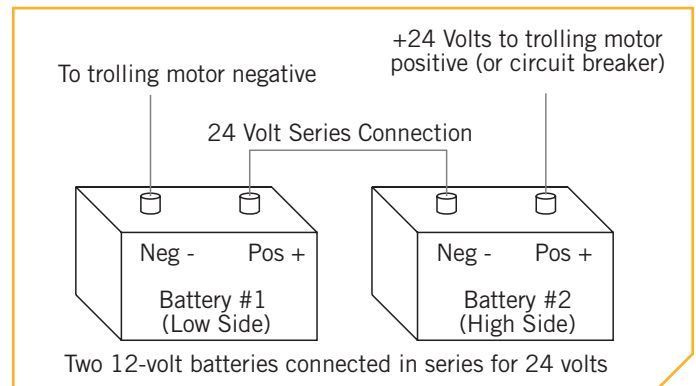 +24 Volts to trolling motor
positive (or circuit breaker)
To trolling motor negative
24 Volt Series Connection
Neg -
Pos +
Battery #1
(Low Side)
Neg -
Pos +
Battery #2
(High Side)
Two 12-volt batteries connected in series for 24 volts